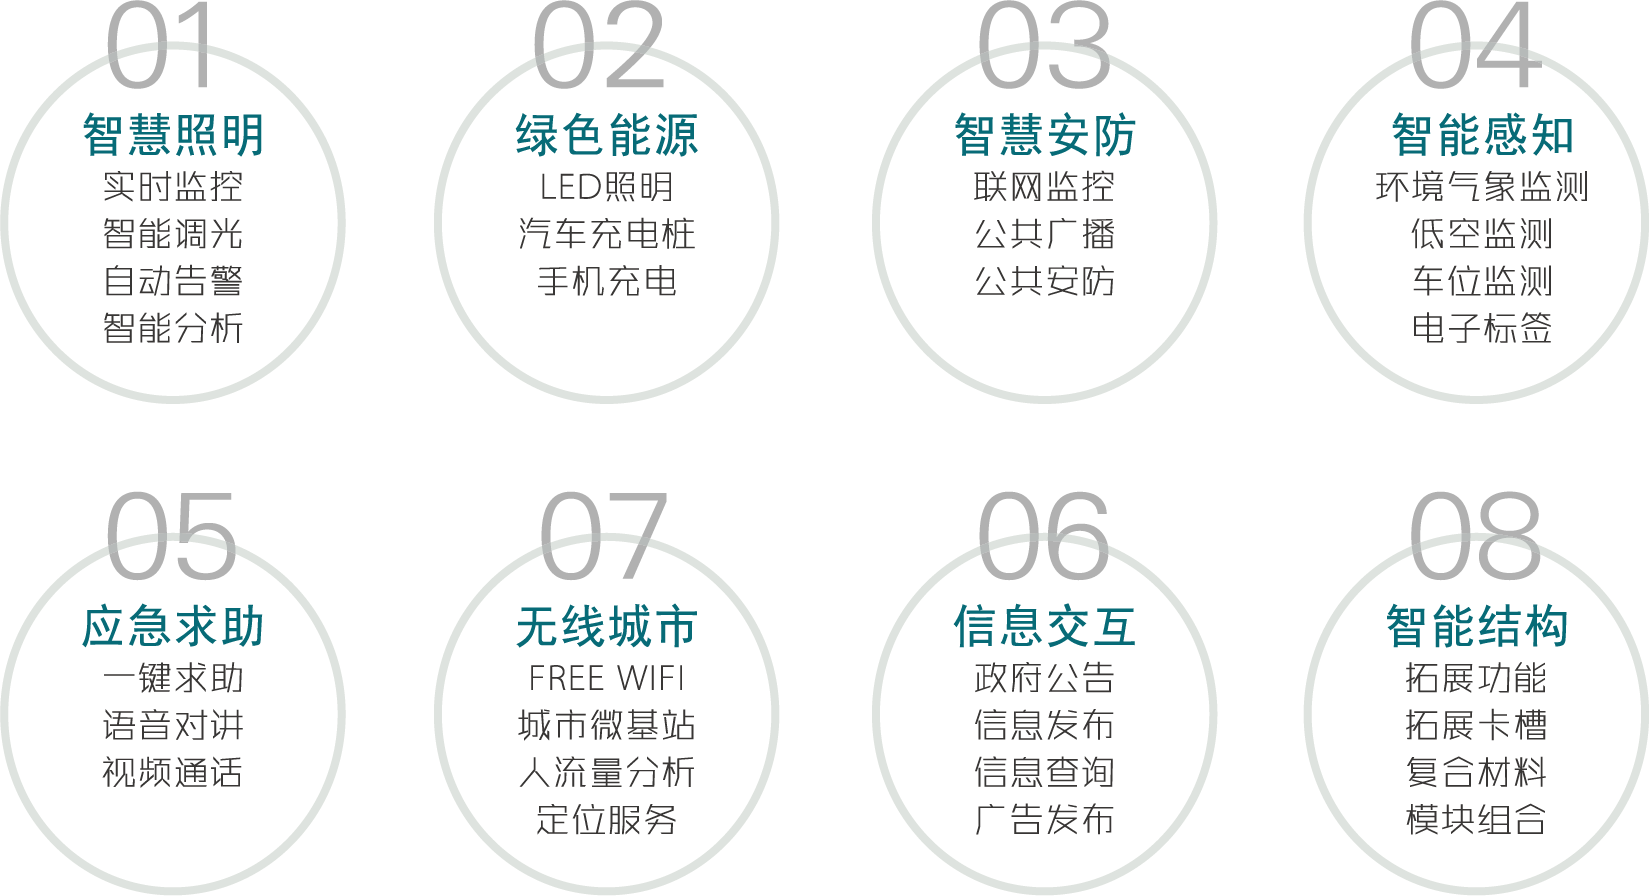 01
智慧照明
实时监控
智能调光
自动告警
智能分析
02
绿色能源
LED照明
汽车充电桩
手机充电
03
智慧安防
联网监控
公共广播
公共安防
04
智能感知
环境气象监测
低空监测
车位监测
电子标签
05
应急求助
一键求助
语音对讲
视频通话
07
无线城市
FREE WIFI
城市微基站
人流量分析
定位服务
06
信息交互
政府公告
信息发布
信息查询
广告发布
08
智能结构
拓展功能
拓展卡槽
复合材料
模块组合